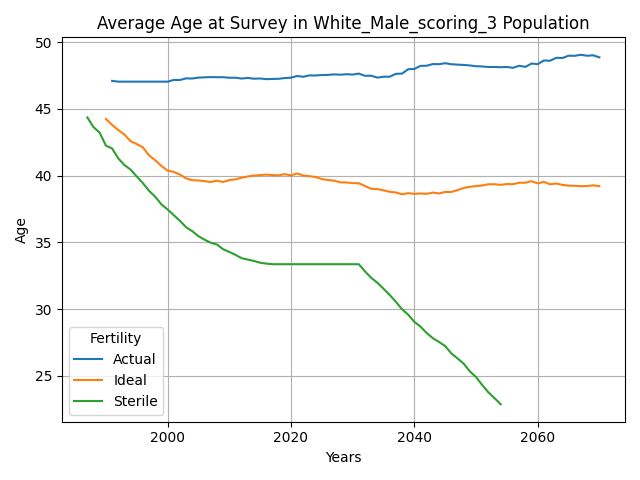 Average Age at Survey in White_Male_scoring_3 Population
50
45
40
35
30
25
Age
Fertility
Actual
Ideal
Sterile
2000 2020 2040 2060
Years